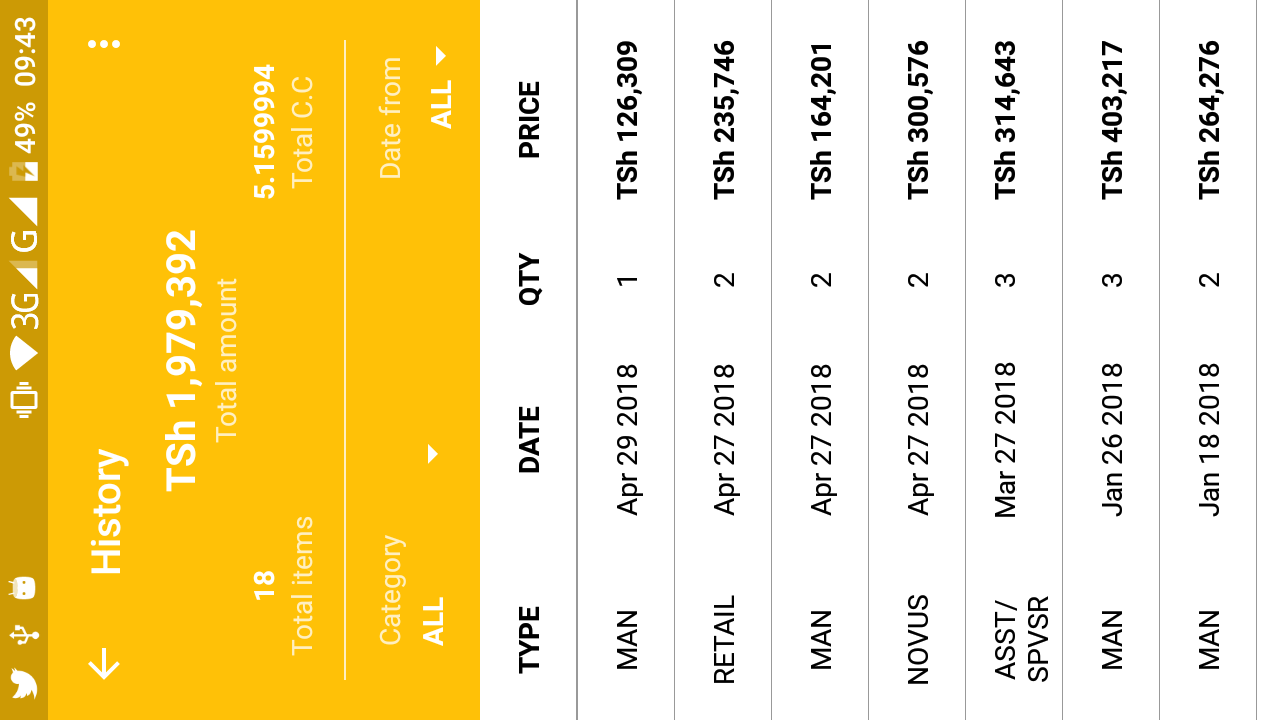 3G G 49% 09:43
History
TSh 1,979,392
Total amount
18 5.1599994
Total items Total C.C
Category Date from
ALL ALL
TYPE DATE QTY PRICE
MAN Apr 29 2018 1 TSh 126,309
RETAIL Apr 27 2018 2 TSh 235,746
MAN Apr 27 2018 2 TSh 164,201
NOVUS Apr 27 2018 2 TSh 300,576
ASST/ Mar 27 2018 3 TSh 314,643
SPVSR
MAN Jan 26 2018 3 TSh 403,217
MAN Jan 18 2018 2 TSh 264,276